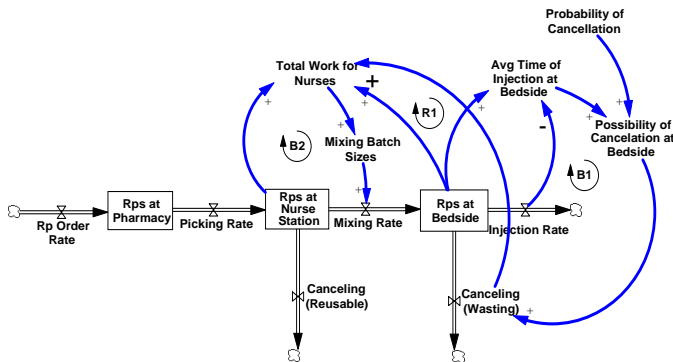 Probability of
Cancellation
Total Work for
Nurses
+
Avg Time of
Injection at
Bedside
+
+
R1
+
+
+
+
B2
Mixing Batch
Sizes
-
Possibility of
Cancelation at
Bedside
B1
+
Rps at
Pharmacy
Rps at
Nurse
Station
Rps at
Bedside
Rp Order
Rate
Picking Rate
Mixing Rate
Injection Rate
Canceling
(Reusable)
Canceling
(Wasting)
+